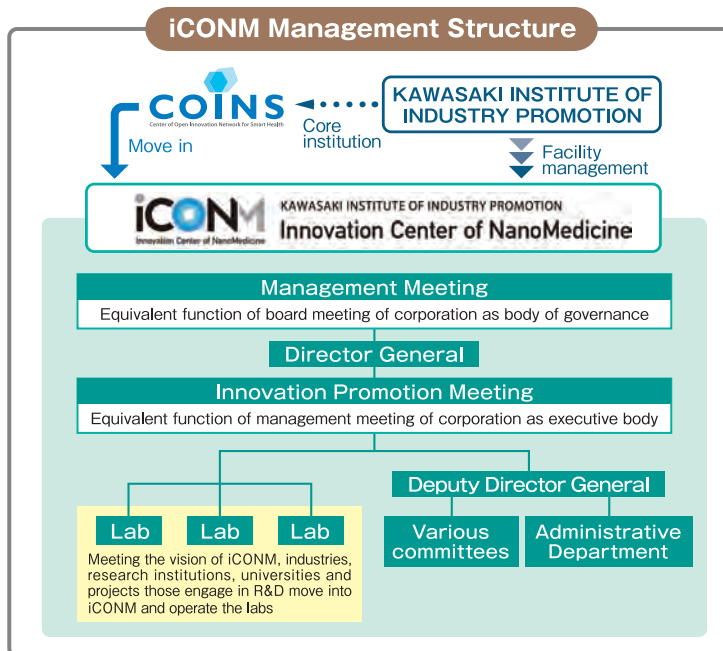 iCONM Management Structure
COINS
Center of Open Innovation Network for Smart Health
Core
institution
KAWASAKI INSTITUTE OF
INDUSTRY PROMOTION
Move in
Facility
management
iCONM
Innovation Center of NanoMedicine
KAWASAKI INSTITUTE OF INDUSTRY PROMOTION
Innovation Center of NanoMedicine
Management Meeting
Equivalent function of board meeting of corporation as body of governance
Director General
Innovation Promotion Meeting
Equivalent function of management meeting of corporation as executive body
Lab
Lab
Lab
Meeting the vision of iCONM, industries,
research institutions, universities and
projects those engage in R&D move into
iCONM and operate the labs
Deputy Director General
Various
committees
Administrative
Department